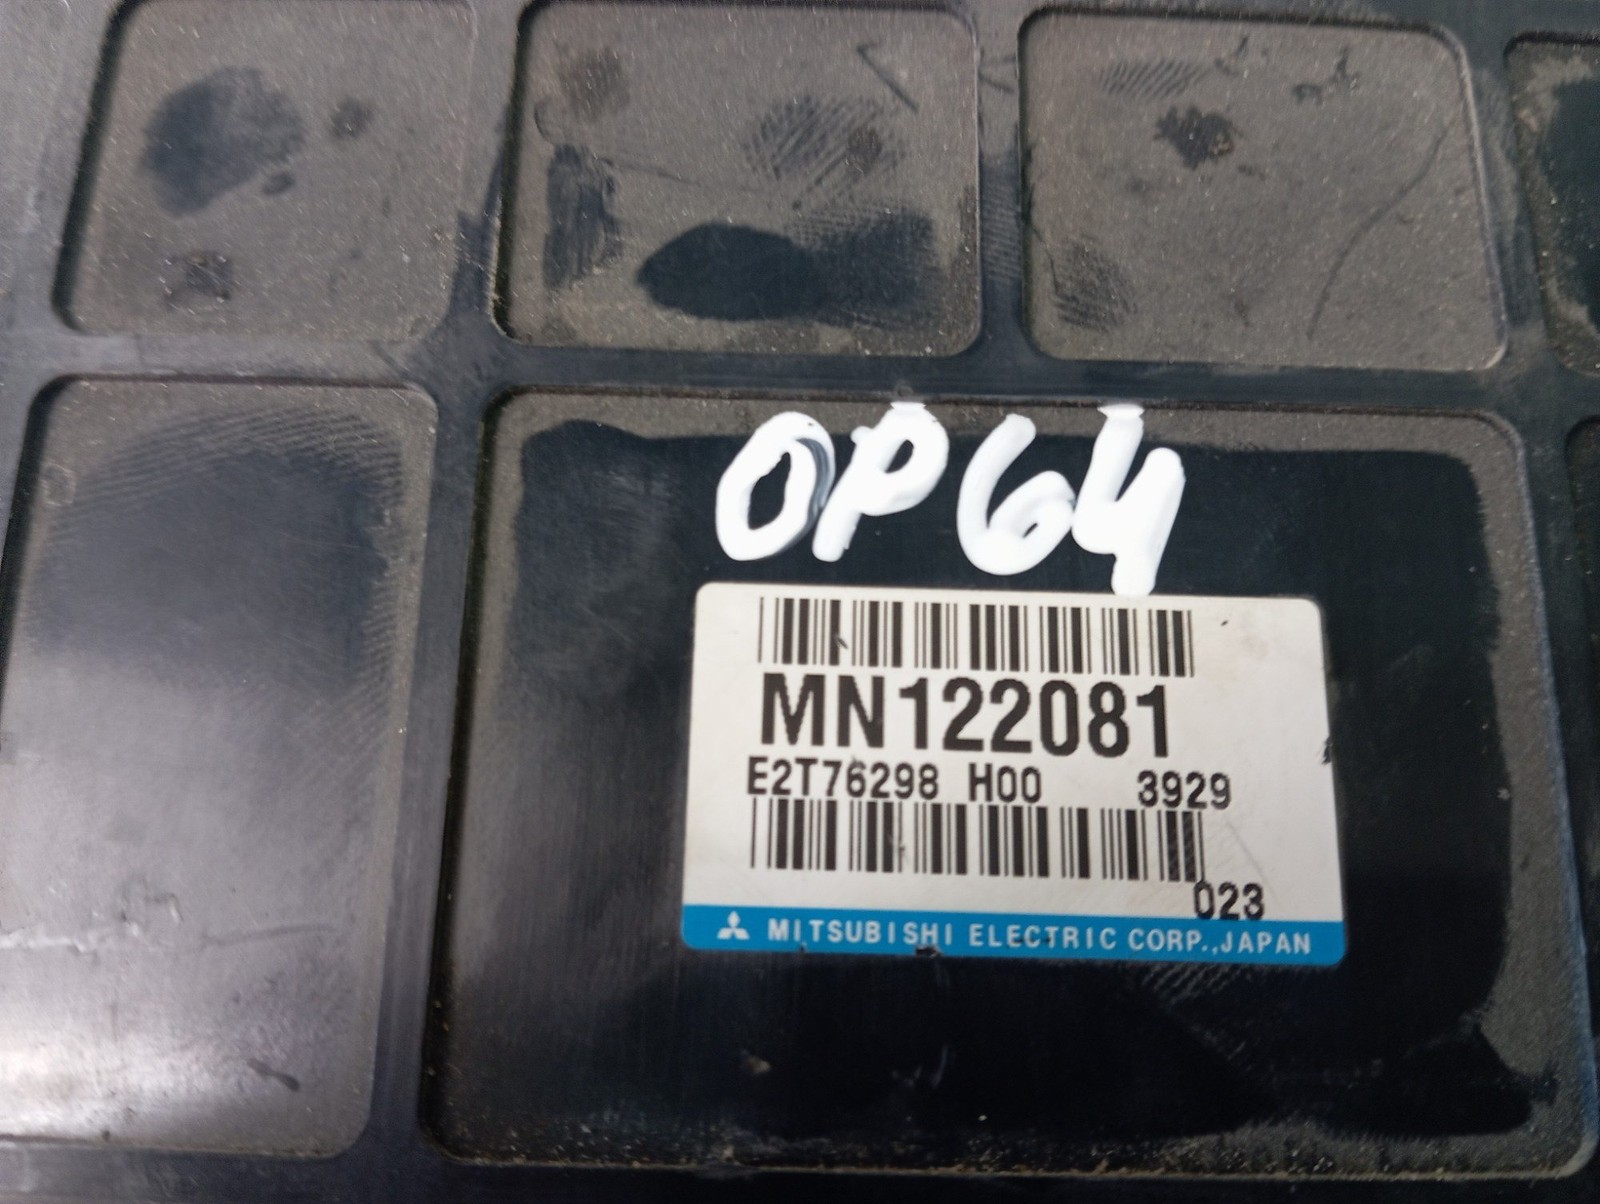 OP64
MN122081
E2T76298 H00 3929
023
MITSUBISHI ELECTRIC CORP.,JAPAN